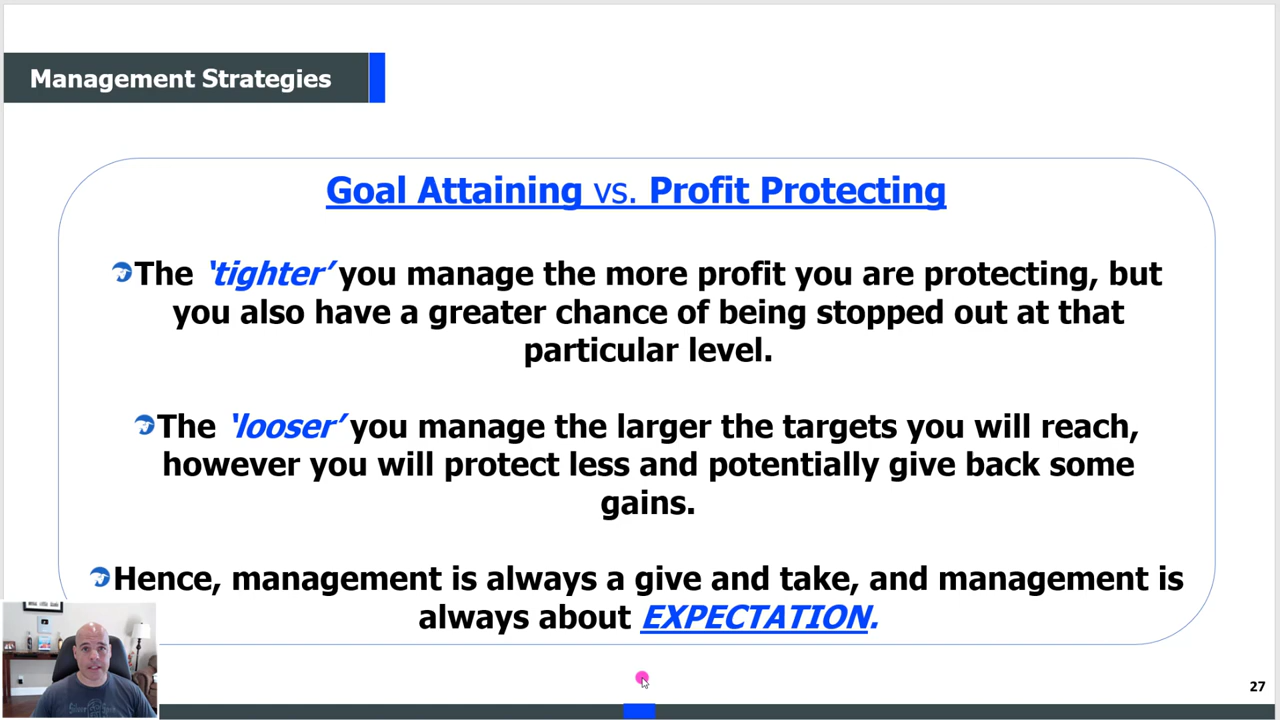 Management Strategies
Goal Attaining vs. Profit Protecting
The ‘tighter’ you manage the more profit you are protecting, but
you also have a greater chance of being stopped out at that
particular level.
The ‘looser’ you manage the larger the targets you will reach,
however you will protect less and potentially give back some
gains.
Hence, management is always a give and take, and management is
always about EXPECTATION.
27